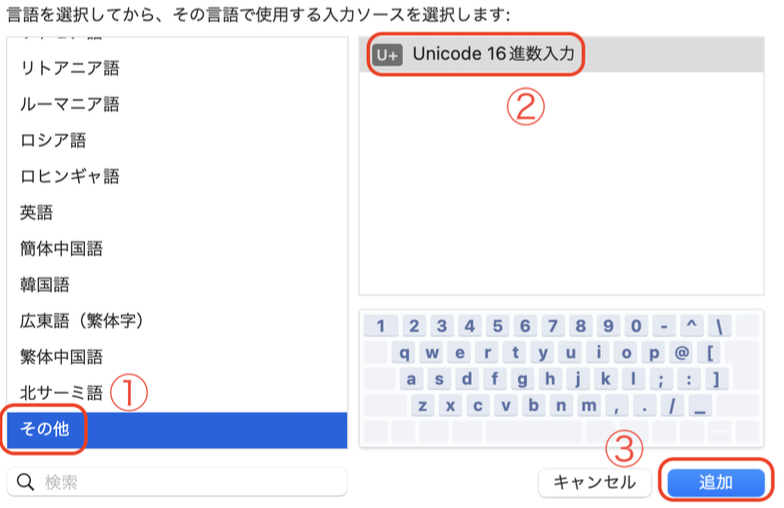 言語を選択してから、その言語で使用する入力ソースを選択します:
リトアニア語
ルーマニア語
ロシア語
ロヒンギャ語
英語
簡体中国語
韓国語
広東語（繁体字）
繁体中国語
北サーミ語 ①
その他
検索
U+ Unicode 16進数入力
②
1 2 3 4 5 6 7 8 9 0 - ^ \
q w e r t y u i o p @ [
a s d f g h j k l ; : ]
z x c v b n m , . / _
③
キャンセル 追加